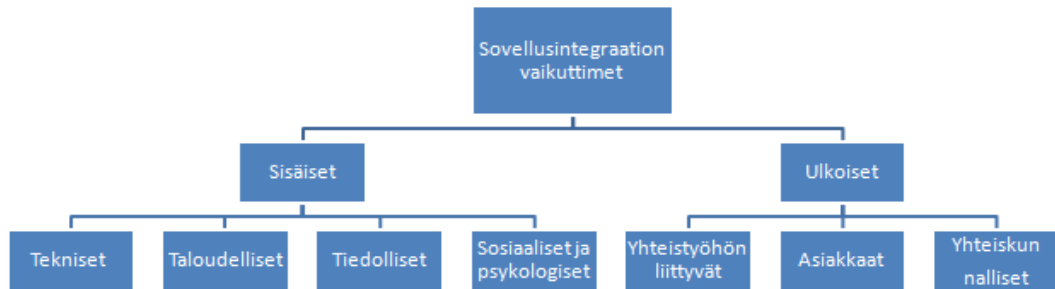 Sovellusintegraation
vaikuttimet
Sisäiset
Ulkoiset
Tekniset
Taloudelliset
Tiedolliset
Sosiaaliset ja
psykologiset
Yhteistyöhön
liittyvät
Asiakkaat
Yhteiskun
nalliset